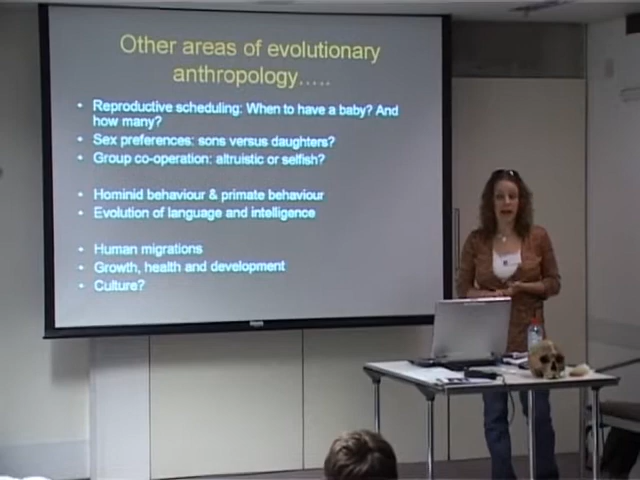 Other areas of evolutionary
anthropology.....
• Reproductive scheduling: When to have a baby? And
how many?
• Sex preferences: sons versus daughters?
• Group co-operation: altruistic or selfish?
• Hominid behaviour & primate behaviour
• Evolution of language and intelligence
• Human migrations
• Growth, health and development
• Culture?